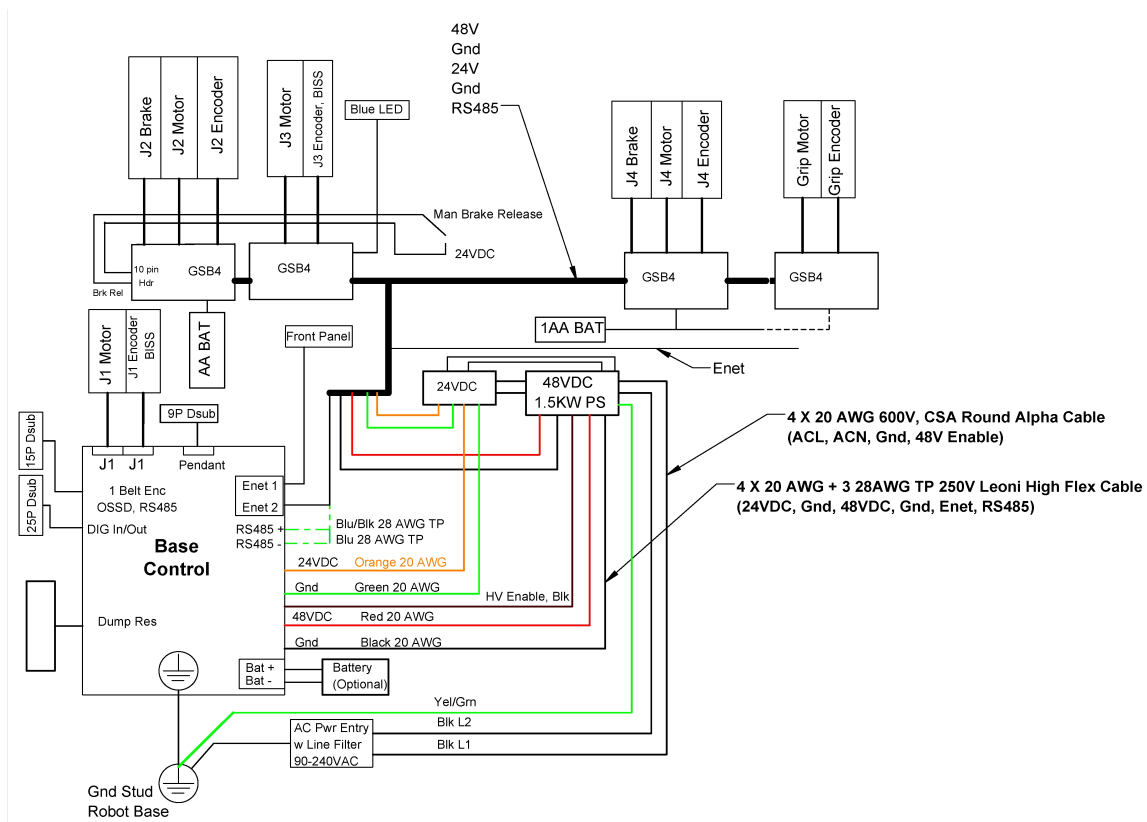 48V
Gnd
24V
Gnd
RS485
J2 Brake
J2 Motor
J2 Encoder
J3 Motor
J3 Encoder, BISS
Blue LED
J4 Brake
J4 Motor
J4 Encoder
Grip Motor
Grip Encoder
Man Brake Release
24VDC
10 pin
Hdr
GSB4
Brk Rel
GSB4
GSB4
GSB4
J1 Motor
J1 Encoder
BISS
AA BAT
Front Panel
1AA BAT
Enet
24VDC
48VDC
1.5KW PS
9P Dsub
15P Dsub
25P Dsub
J1
J1
Pendant
1 Belt Enc
OSSD, RS485
DIG In/Out
Base
Control
Enet 1
Enet 2
RS485 +
RS485 -
Blu/Blk 28 AWG TP
Blu 28 AWG TP
24VDC
Orange 20 AWG
Gnd
Green 20 AWG
HV Enable, Blk
48VDC
Red 20 AWG
Gnd
Black 20 AWG
Dump Res
Bat +
Bat -
Battery
(Optional)
4 X 20 AWG 600V, CSA Round Alpha Cable
(ACL, ACN, Gnd, 48V Enable)
4 X 20 AWG + 3 28AWG TP 250V Leoni High Flex Cable
(24VDC, Gnd, 48VDC, Gnd, Enet, RS485)
Yel/Grn
Blk L2
Blk L1
AC Pwr Entry
w Line Filter
90-240VAC
Gnd Stud
Robot Base